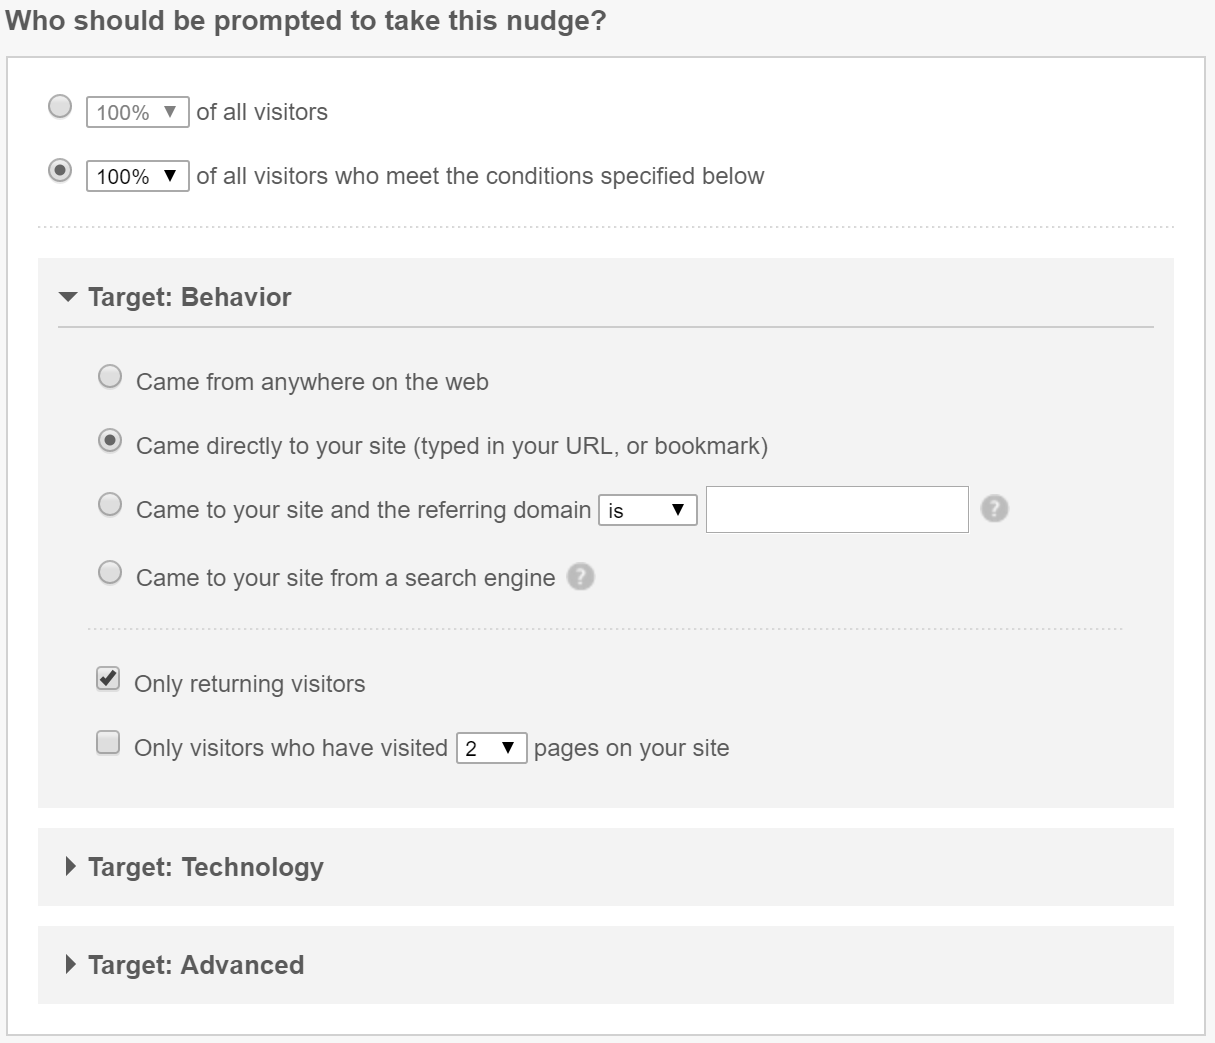 Who should be prompted to take this nudge?
100% of all visitors
100% of all visitors who meet the conditions specified below
Target: Behavior
Came from anywhere on the web
Came directly to your site (typed in your URL, or bookmark)
Came to your site and the referring domain is ?
Came to your site from a search engine ?
Only returning visitors
Only visitors who have visited 2 pages on your site
Target: Technology
Target: Advanced